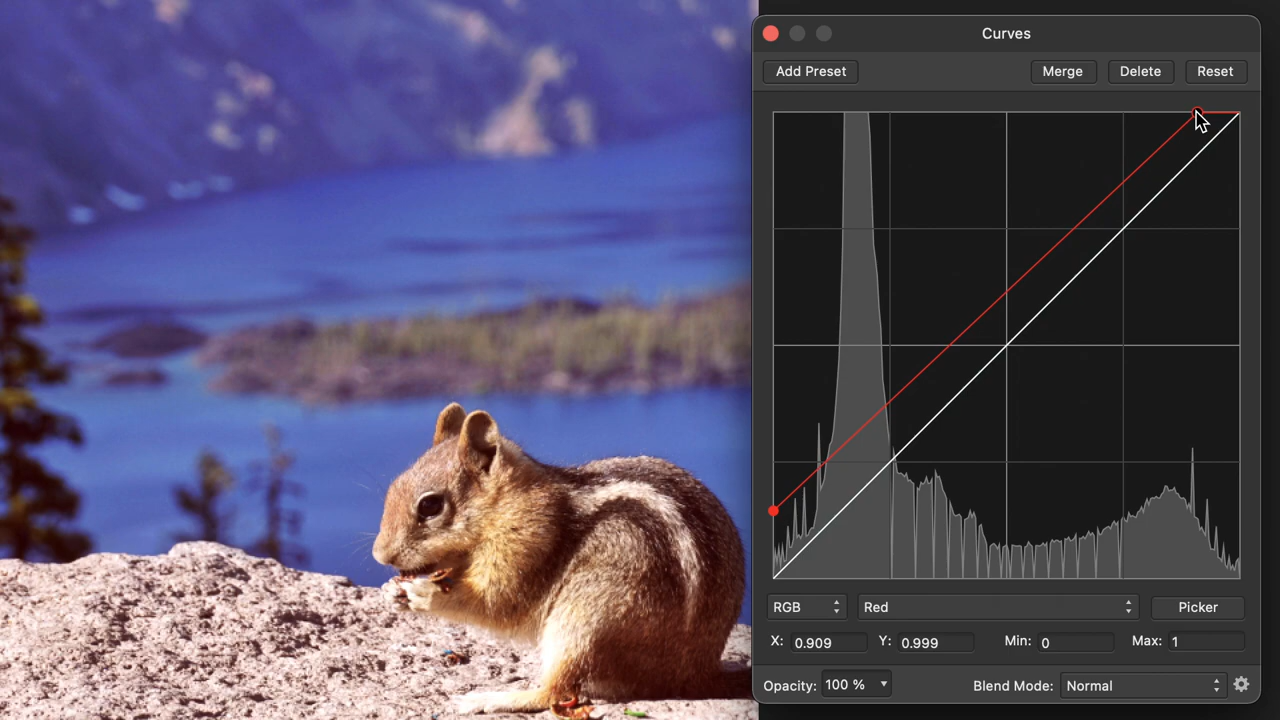 Curves
Add Preset Merge Delete Reset
RGB Red Picker
X: 0.909 Y: 0.999 Min: 0 Max: 1
Opacity: 100 % Blend Mode: Normal